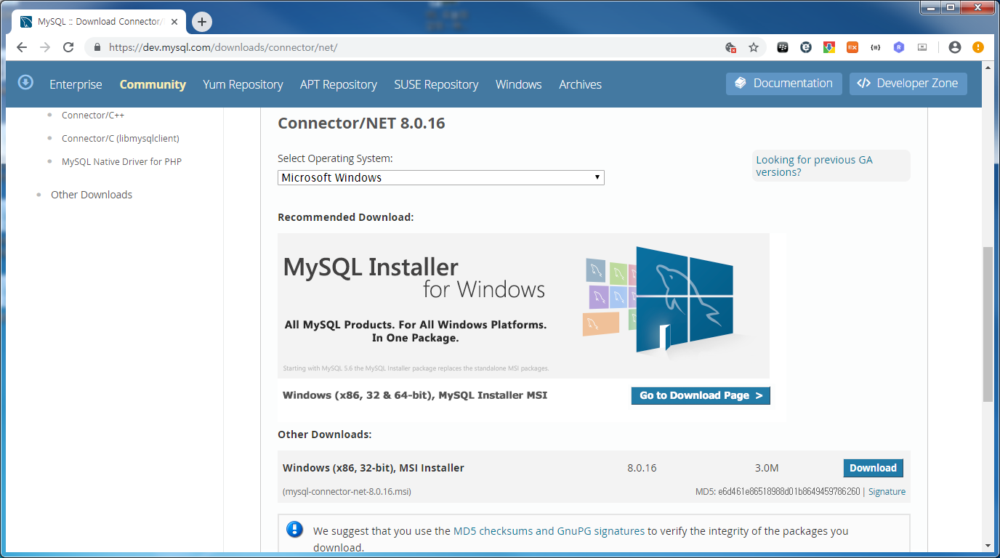 MySQL :: Download Connector/
https://dev.mysql.com/downloads/connector/net/
Enterprise Community Yum Repository APT Repository SUSE Repository Windows Archives Documentation Developer Zone
Connector/C++
Connector/C (libmysqlclient)
MySQL Native Driver for PHP
Other Downloads
Connector/NET 8.0.16
Select Operating System:
Microsoft Windows
Looking for previous GA
versions?
Recommended Download:
MySQL Installer
for Windows
All MySQL Products. For All Windows Platforms.
In One Package.
Starting with MySQL 5.6 the MySQL Installer package replaces the standalone MSI packages.
Windows (x86, 32 & 64-bit), MySQL Installer MSI Go to Download Page >
Other Downloads:
Windows (x86, 32-bit), MSI Installer 8.0.16 3.0M Download
(mysql-connector-net-8.0.16.msi) MD5: e6d461e86518988d01b8649459786260 | Signature
We suggest that you use the MD5 checksums and GnuPG signatures to verify the integrity of the packages you
download.